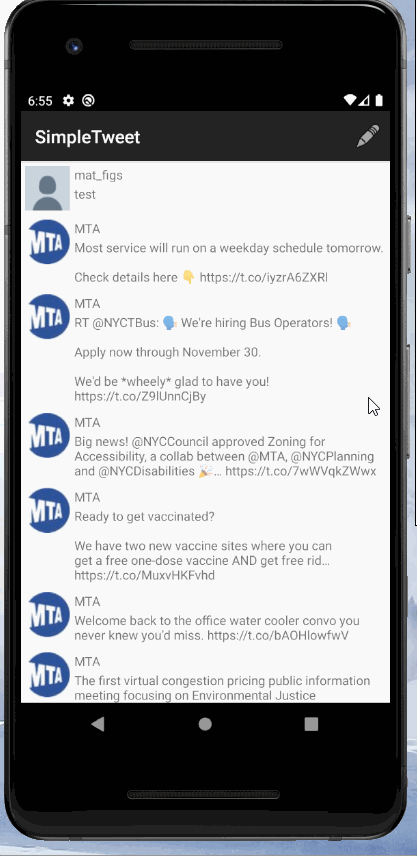 6:55
SimpleTweet
mat_figs
test
MTA
MTA
Most service will run on a weekday schedule tomorrow.
Check details here 👇 https://t.co/iyzrA6ZXRl
MTA
MTA
RT @NYCTBus: 🗣 We're hiring Bus Operators! 🗣
Apply now through November 30.
We'd be *wheely* glad to have you!
https://t.co/Z9lUnnCjBy
MTA
MTA
Big news! @NYCCouncil approved Zoning for
Accessibility, a collab between @MTA, @NYCPlanning
and @NYCDisabilities 🎉… https://t.co/7wWVqkZWwx
MTA
MTA
Ready to get vaccinated?
We have two new vaccine sites where you can
get a free one-dose vaccine AND get free rid…
https://t.co/MuxvHKFvhd
MTA
MTA
Welcome back to the office water cooler convo you
never knew you'd miss. https://t.co/bAOHlowfwV
MTA
MTA
The first virtual congestion pricing public information
meeting focusing on Environmental Justice